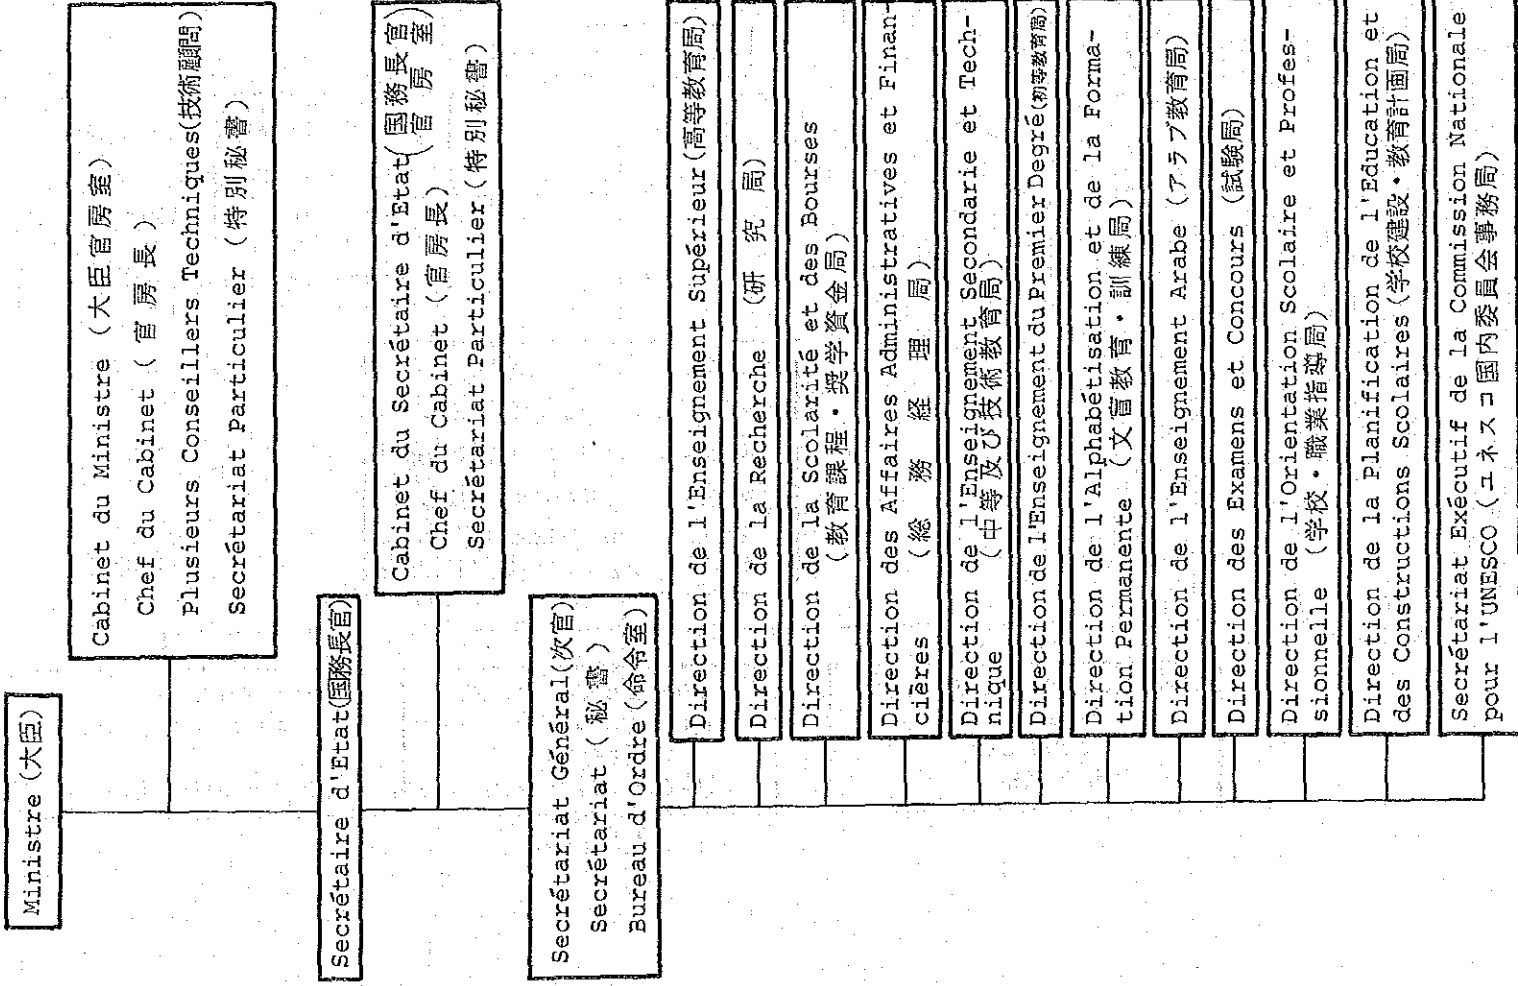 Ministre (大臣)
Cabinet du Ministre (大臣官房室)
Chef du Cabinet (官房長)
Plusieurs Conseillers Techniques(技術顧問)
Secrétariat Particulier (特別秘書)
Secrétaire d'Etat(国務長官)
Cabinet du Secrétaire d'Etat(国務長官官房室)
Chef du Cabinet (官房長)
Secrétariat Particulier (特別秘書)
Secrétariat Général(次官)
Secrétariat (秘書)
Bureau d'Ordre (命令室)
Direction de l'Enseignement Supérieur(高等教育局)
Direction de la Recherche (研究局)
Direction de la Scolarité et des Bourses
(教育課程・奨学資金局)
Direction des Affaires Administratives et Finan-
cières (総務経理局)
Direction de l'Enseignement Secondarie et Tech-
nique (中等及び技術教育局)
Direction de l'Enseignement du Premier Degré(初等教育局)
Direction de l'Alphabétisation et de la Forma-
tion Permanente (文盲教育・訓練局)
Direction de l'Enseignement Arabe (アラブ教育局)
Direction des Examens et Concours (試験局)
Direction de l'Orientation Scolaire et Profes-
sionnelle (学校・職業指導局)
Direction de la Planification de l'Education et
des Constructions Scolaires(学校建設・教育計画局)
Secrétariat Exécutif de la Commission Nationale
pour l'UNESCO (ユネスコ国内委員会事務局)